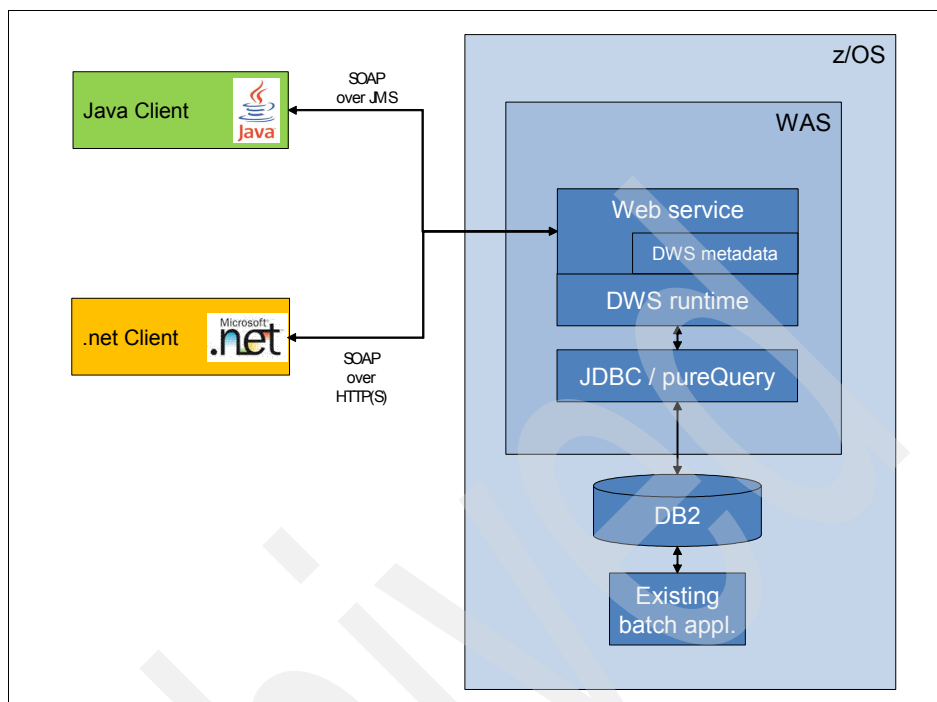 z/OS
SOAP
over JMS
Java Client
Java
WAS
Web service
DWS metadata
DWS runtime
.net Client
Microsoft
.net
SOAP
over
HTTP(S)
JDBC / pureQuery
DB2
Existing
batch appl.